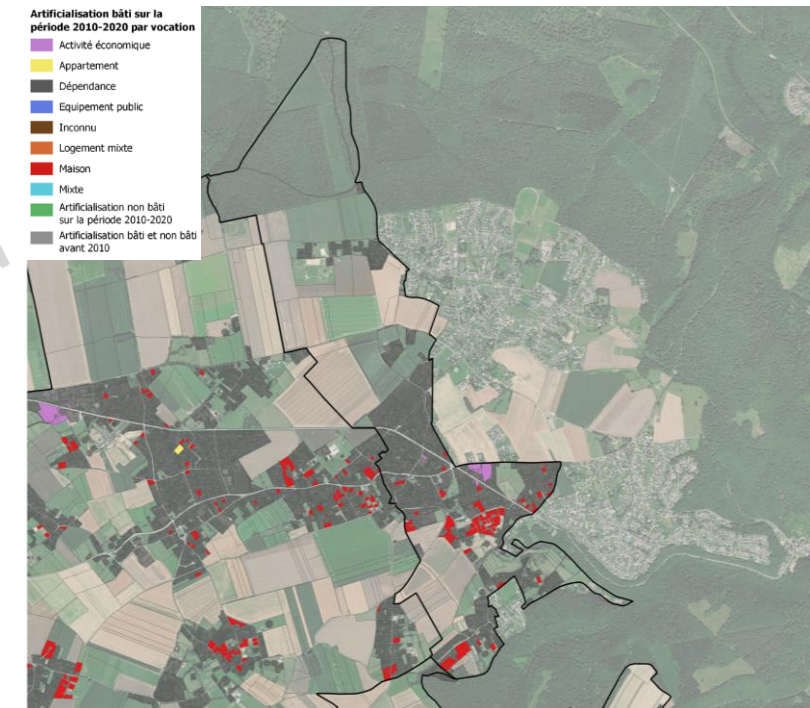 Artificialisation bâti sur la
période 2010-2020 par vocation
Activité économique
Appartement
Dépendance
Equipement public
Inconnu
Logement mixte
Maison
Mixte
Artificialisation non bâti
sur la période 2010-2020
Artificialisation bâti et non bâti
avant 2010